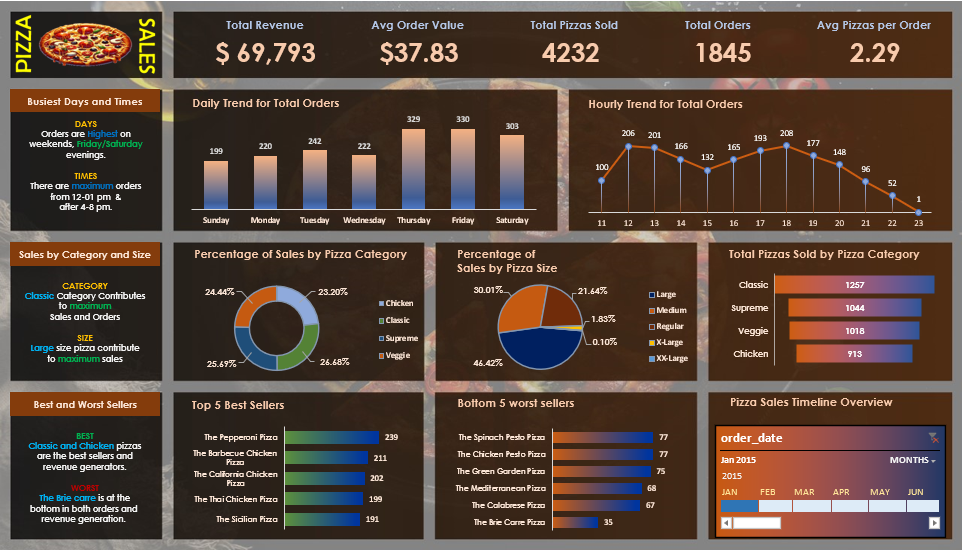 PIZZA
SALES
Total Revenue
$ 69,793
Avg Order Value
$37.83
Total Pizzas Sold
4232
Total Orders
1845
Avg Pizzas per Order
2.29
Busiest Days and Times
DAYS
Orders are Highest on
weekends, Friday/Saturday
evenings.
TIMES
There are maximum orders
from 12-01 pm &
after 4-8 pm.
Daily Trend for Total Orders
199
220
242
222
329
330
303
Sunday
Monday
Tuesday
Wednesday
Thursday
Friday
Saturday
Hourly Trend for Total Orders
100
206
201
166
132
165
193
208
177
148
96
52
1
11
12
13
14
15
16
17
18
19
20
21
22
23
Sales by Category and Size
CATEGORY
Classic Category Contributes
to maximum
Sales and Orders
SIZE
Large size pizza contribute
to maximum sales
Percentage of Sales by Pizza Category
24.44%
23.20%
25.69%
26.68%
Chicken
Classic
Supreme
Veggie
Percentage of
Sales by Pizza Size
30.01%
21.64%
1.83%
0.10%
46.42%
Large
Medium
Regular
X-Large
XX-Large
Total Pizzas Sold by Pizza Category
Classic 1257
Supreme 1044
Veggie 1018
Chicken 913
Best and Worst Sellers
BEST
Classic and Chicken pizzas
are the best sellers and
revenue generators.
WORST
The Brie carre is at the
bottom in both orders and
revenue generation.
Top 5 Best Sellers
The Pepperoni Pizza 239
The Barbecue Chicken
Pizza 211
The California Chicken
Pizza 202
The Thai Chicken Pizza 199
The Sicilian Pizza 191
Bottom 5 worst sellers
The Spinach Pesto Pizza 77
The Chicken Pesto Pizza 77
The Green Garden Pizza 75
The Mediterranean Pizza 68
The Calabrese Pizza 67
The Brie Carre Pizza 35
Pizza Sales Timeline Overview
order_date
Jan 2015
MONTHS
2015
JAN
FEB
MAR
APR
MAY
JUN